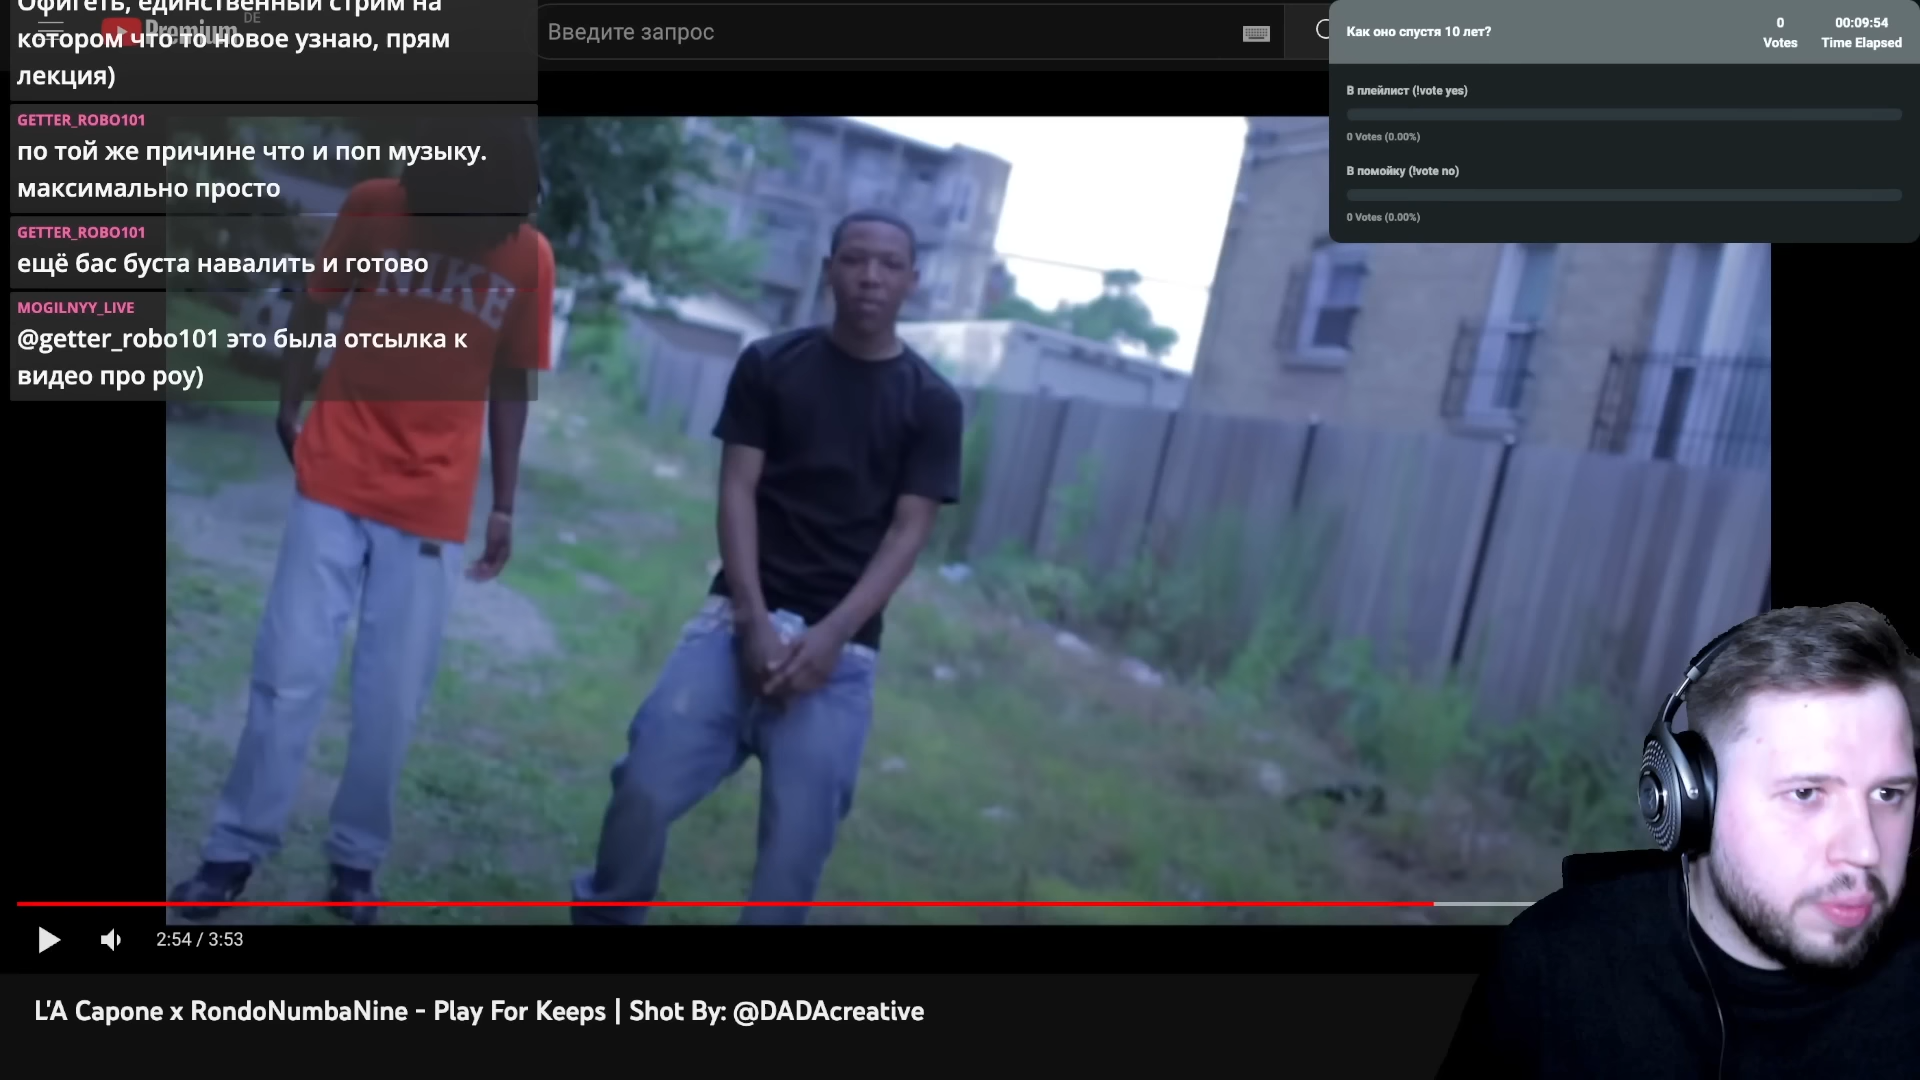 Офигеть, единственный стрим на
котором что то новое узнаю, прям
лекция)
Premium DE
Введите запрос
GETTER_ROBO101
по той же причине что и поп музыку.
максимально просто
GETTER_ROBO101
ещё бас буста навалить и готово
MOGILNYY_LIVE
@getter_robo101 это была отсылка к
видео про роу)
Как оно спустя 10 лет?
0
Votes
00:09:54
Time Elapsed
В плейлист (!vote yes)
0 Votes (0.00%)
В помойку (!vote no)
0 Votes (0.00%)
NIKE
2:54 / 3:53
L'A Capone x RondoNumbaNine - Play For Keeps | Shot By: @DADAcreative